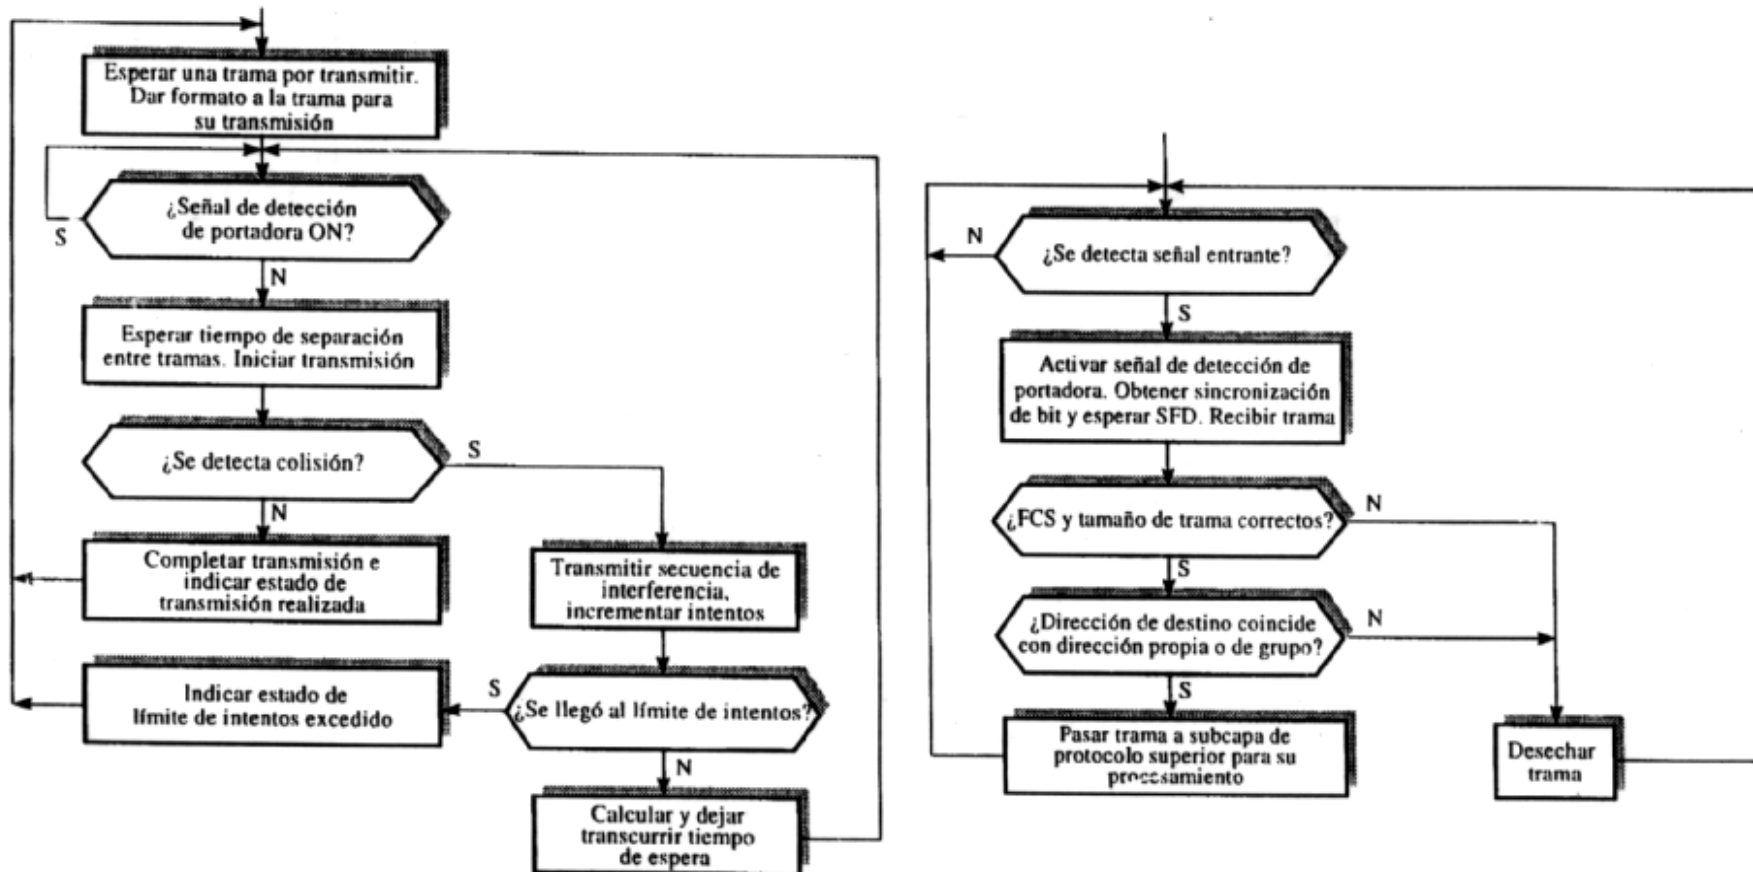 Esperar una trama por transmitir.
Dar formato a la trama para
su transmisión
¿Señal de detección
de portadora ON?
S
N
Esperar tiempo de separación
entre tramas. Iniciar transmisión
¿Se detecta colisión?
S
N
Completar transmisión e
indicar estado de
transmisión realizada
Transmitir secuencia de
interferencia,
incrementar intentos
¿Se llegó al límite de intentos?
S
Indicar estado de
límite de intentos excedido
N
Calcular y dejar
transcurrir tiempo
de espera
¿Se detecta señal entrante?
N
S
Activar señal de detección de
portadora. Obtener sincronización
de bit y esperar SFD. Recibir trama
¿FCS y tamaño de trama correctos?
N
S
¿Dirección de destino coincide
con dirección propia o de grupo?
N
S
Pasar trama a subcapa de
protocolo superior para su
procesamiento
Desechar
trama